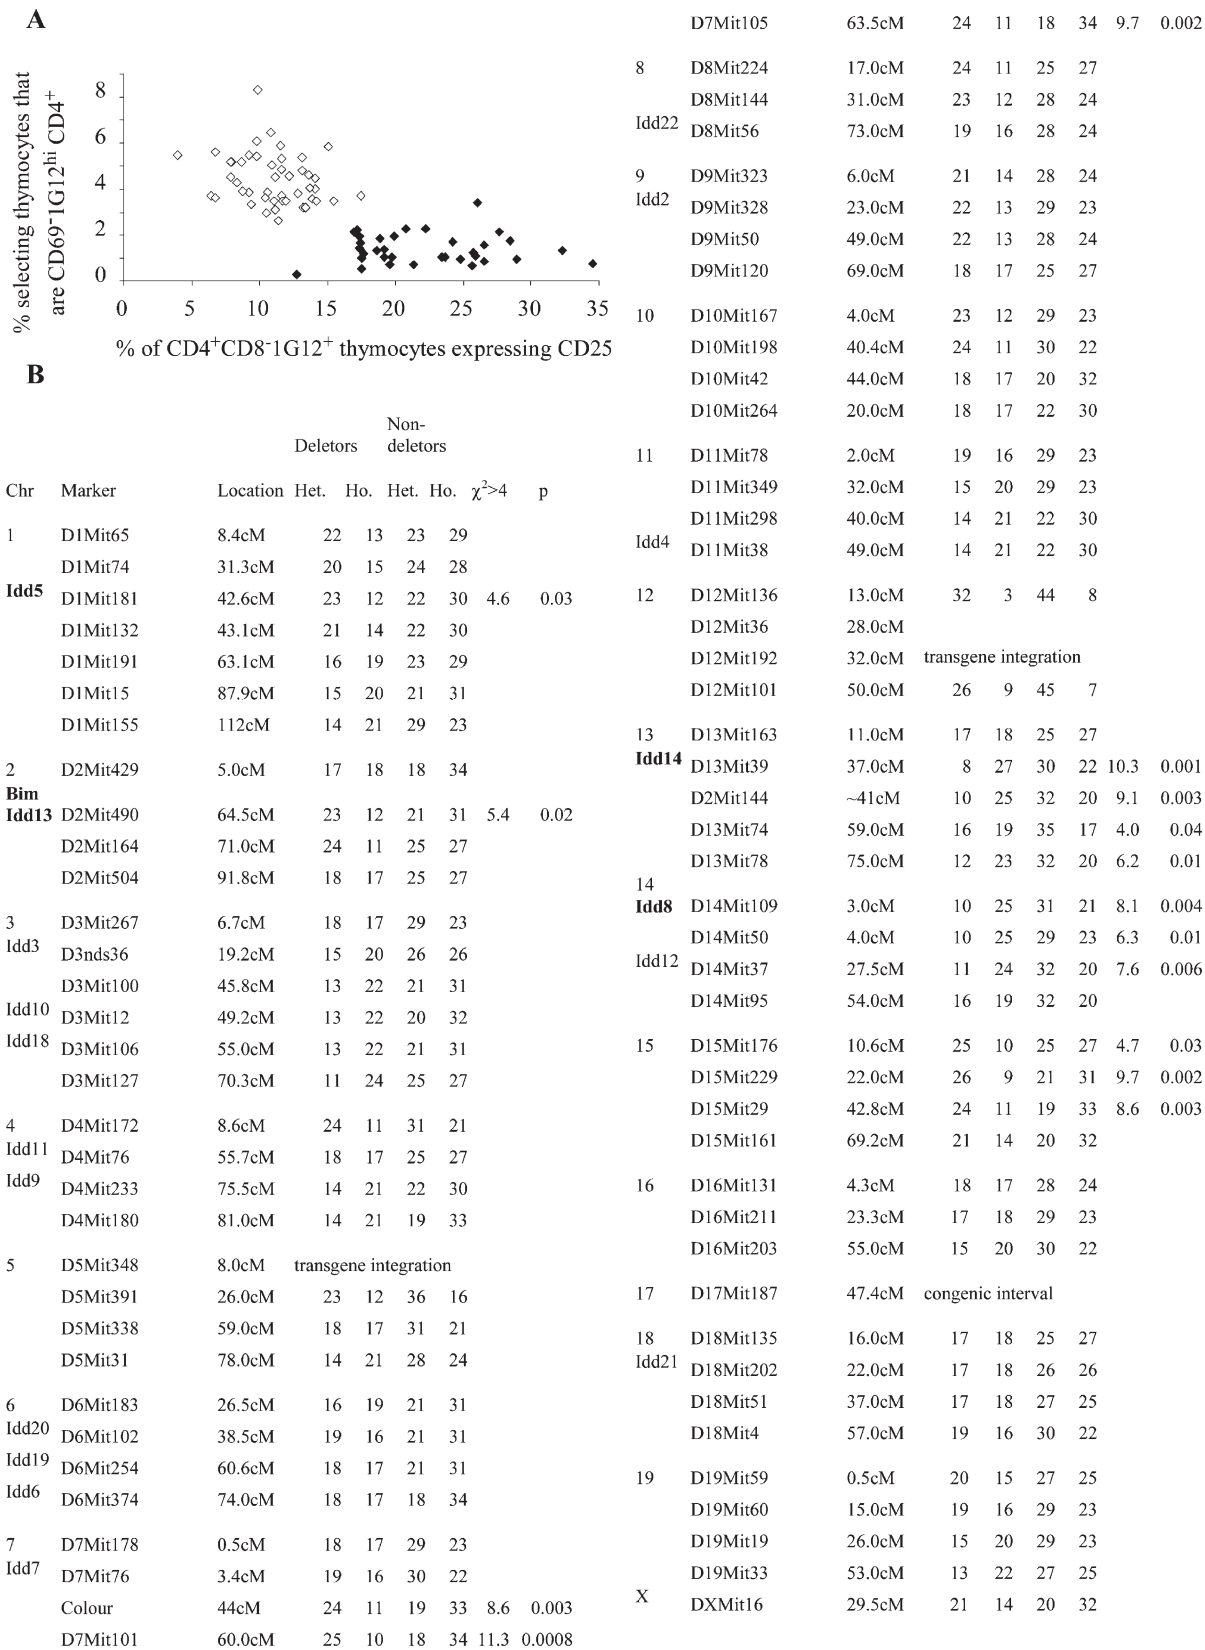 A
% selecting thymocytes that
are CD69⁻1G12ʰⁱ CD4⁺
8
6
4
2
0
0 5 10 15 20 25 30 35
% of CD4⁺CD8⁻1G12⁺ thymocytes expressing CD25
B
Non-
Deletors deletors
Chr Marker Location Het. Ho. Het. Ho. χ²>4 p
1 D1Mit65 8.4cM 22 13 23 29
D1Mit74 31.3cM 20 15 24 28
Idd5
D1Mit181 42.6cM 23 12 22 30 4.6 0.03
D1Mit132 43.1cM 21 14 22 30
D1Mit191 63.1cM 16 19 23 29
D1Mit15 87.9cM 15 20 21 31
D1Mit155 112cM 14 21 29 23
2 D2Mit429 5.0cM 17 18 18 34
Bim
Idd13 D2Mit490 64.5cM 23 12 21 31 5.4 0.02
D2Mit164 71.0cM 24 11 25 27
D2Mit504 91.8cM 18 17 25 27
3 D3Mit267 6.7cM 18 17 29 23
Idd3
D3nds36 19.2cM 15 20 26 26
D3Mit100 45.8cM 13 22 21 31
Idd10
D3Mit12 49.2cM 13 22 20 32
Idd18
D3Mit106 55.0cM 13 22 21 31
D3Mit127 70.3cM 11 24 25 27
4 D4Mit172 8.6cM 24 11 31 21
Idd11
D4Mit76 55.7cM 18 17 25 27
Idd9
D4Mit233 75.5cM 14 21 22 30
D4Mit180 81.0cM 14 21 19 33
5 D5Mit348 8.0cM transgene integration
D5Mit391 26.0cM 23 12 36 16
D5Mit338 59.0cM 18 17 31 21
D5Mit31 78.0cM 14 21 28 24
6 D6Mit183 26.5cM 16 19 21 31
Idd20
D6Mit102 38.5cM 19 16 21 31
Idd19
D6Mit254 60.6cM 18 17 21 31
Idd6
D6Mit374 74.0cM 18 17 18 34
7 D7Mit178 0.5cM 18 17 29 23
Idd7
D7Mit76 3.4cM 19 16 30 22
Colour 44cM 24 11 19 33 8.6 0.003
D7Mit101 60.0cM 25 10 18 34 11.3 0.0008
D7Mit105 63.5cM 24 11 18 34 9.7 0.002
8 D8Mit224 17.0cM 24 11 25 27
D8Mit144 31.0cM 23 12 28 24
Idd22
D8Mit56 73.0cM 19 16 28 24
9 D9Mit323 6.0cM 21 14 28 24
Idd2
D9Mit328 23.0cM 22 13 29 23
D9Mit50 49.0cM 22 13 28 24
D9Mit120 69.0cM 18 17 25 27
10 D10Mit167 4.0cM 23 12 29 23
D10Mit198 40.4cM 24 11 30 22
D10Mit42 44.0cM 18 17 20 32
D10Mit264 20.0cM 18 17 22 30
11 D11Mit78 2.0cM 19 16 29 23
D11Mit349 32.0cM 15 20 29 23
D11Mit298 40.0cM 14 21 22 30
Idd4
D11Mit38 49.0cM 14 21 22 30
12 D12Mit136 13.0cM 32 3 44 8
D12Mit36 28.0cM
D12Mit192 32.0cM transgene integration
D12Mit101 50.0cM 26 9 45 7
13 D13Mit163 11.0cM 17 18 25 27
Idd14
D13Mit39 37.0cM 8 27 30 22 10.3 0.001
D2Mit144 ~41cM 10 25 32 20 9.1 0.003
D13Mit74 59.0cM 16 19 35 17 4.0 0.04
D13Mit78 75.0cM 12 23 32 20 6.2 0.01
14
Idd8 D14Mit109 3.0cM 10 25 31 21 8.1 0.004
D14Mit50 4.0cM 10 25 29 23 6.3 0.01
Idd12
D14Mit37 27.5cM 11 24 32 20 7.6 0.006
D14Mit95 54.0cM 16 19 32 20
15 D15Mit176 10.6cM 25 10 25 27 4.7 0.03
D15Mit229 22.0cM 26 9 21 31 9.7 0.002
D15Mit29 42.8cM 24 11 19 33 8.6 0.003
D15Mit161 69.2cM 21 14 20 32
16 D16Mit131 4.3cM 18 17 28 24
D16Mit211 23.3cM 17 18 29 23
D16Mit203 55.0cM 15 20 30 22
17 D17Mit187 47.4cM congenic interval
18 D18Mit135 16.0cM 17 18 25 27
Idd21
D18Mit202 22.0cM 17 18 26 26
D18Mit51 37.0cM 17 18 27 25
D18Mit4 57.0cM 19 16 30 22
19 D19Mit59 0.5cM 20 15 27 25
D19Mit60 15.0cM 19 16 29 23
D19Mit19 26.0cM 15 20 29 23
D19Mit33 53.0cM 13 22 27 25
X
DXMit16 29.5cM 21 14 20 32